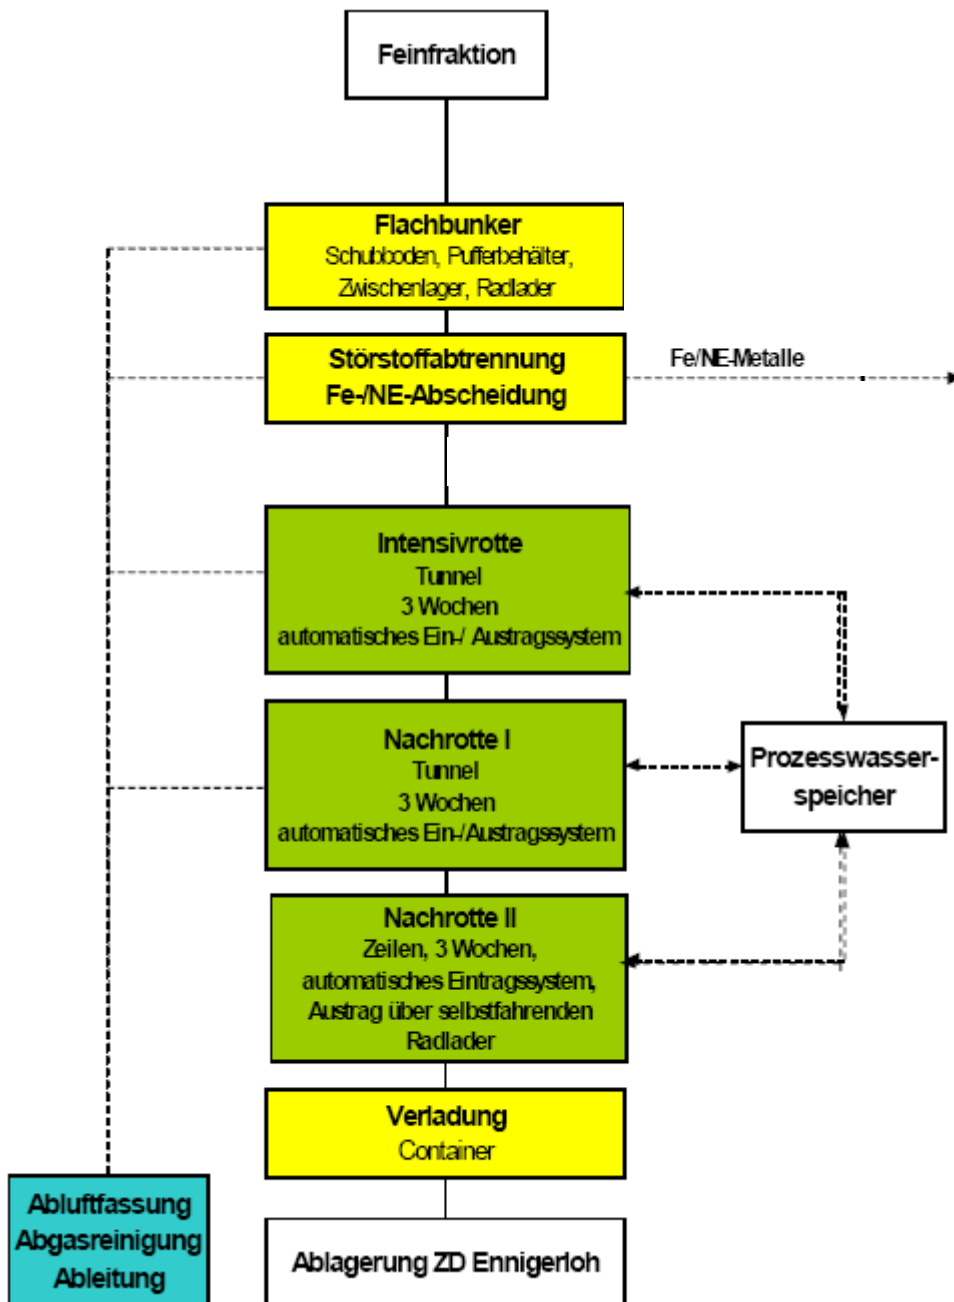 Feinfraktion
Flachbunker
Schubboden, Pufferbehälter,
Zwischenlager, Radlader
Störstoffabtrennung
Fe-/NE-Abscheidung
Fe/NE-Metalle
Intensivrotte
Tunnel
3 Wochen
automatisches Ein-/ Austragssystem
Nachrotte I
Tunnel
3 Wochen
automatisches Ein-/Austragssystem
Prozesswasser-
speicher
Nachrotte II
Zeilen, 3 Wochen,
automatisches Eintragssystem,
Austrag über selbstfahrenden
Radlader
Verladung
Container
Abluftfassung
Abgasreinigung
Ableitung
Ablagerung ZD Ennigerloh